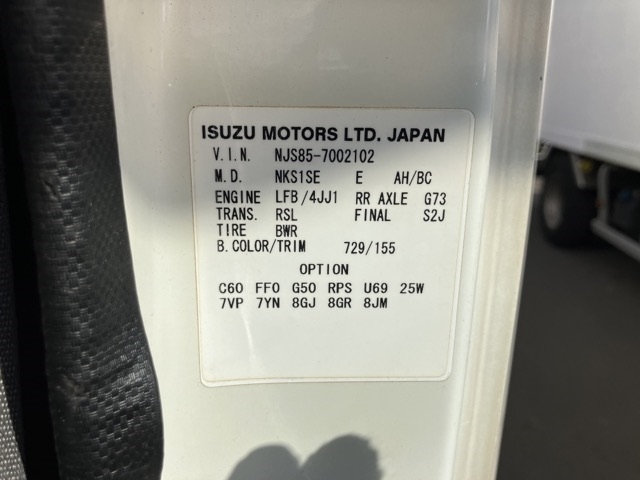 ISUZU MOTORS LTD. JAPAN
V.I.N. NJS85-7002102
M.D. NKS1SE E AH/BC
ENGINE LFB/4JJ1 RR AXLE G73
TRANS. RSL FINAL S2J
TIRE BWR
B.COLOR/TRIM 729/155
OPTION
C60 FF0 G50 RPS U69 25W
7VP 7YN 8GJ 8GR 8JM